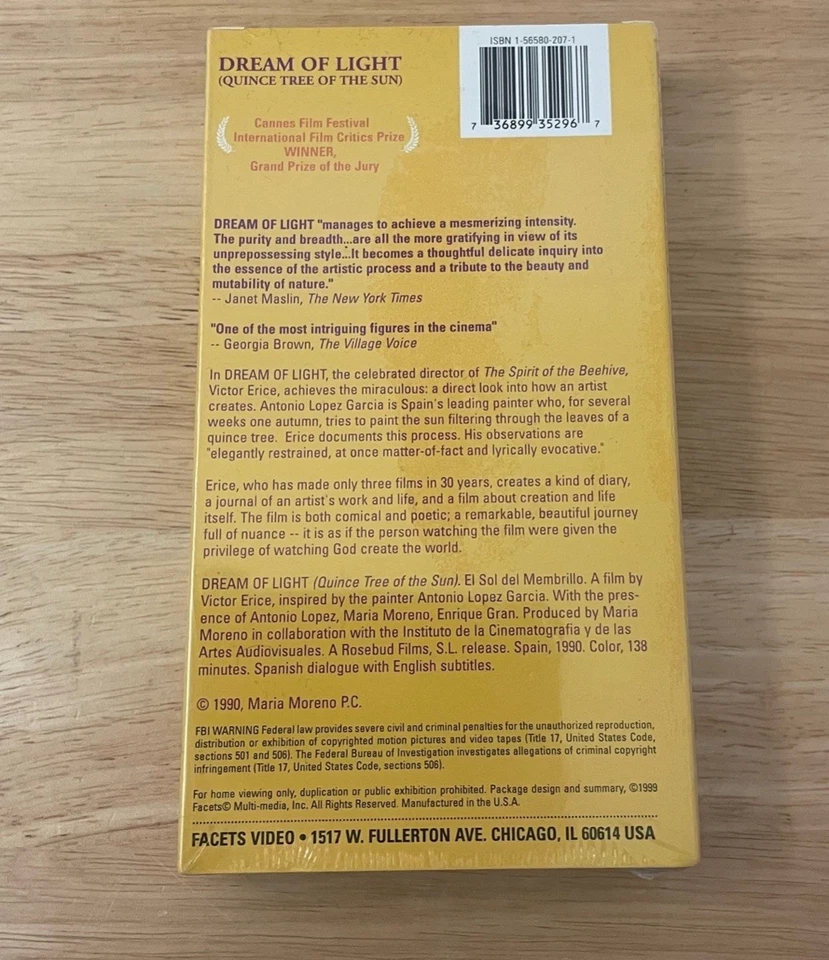 ISBN 1-56580-207-1
7 36899 35296 7
DREAM OF LIGHT
(QUINCE TREE OF THE SUN)
Cannes Film Festival
International Film Critics Prize
WINNER,
Grand Prize of the Jury
DREAM OF LIGHT "manages to achieve a mesmerizing intensity.
The purity and breadth...are all the more gratifying in view of its
unprepossessing style...It becomes a thoughtful delicate inquiry into
the essence of the artistic process and a tribute to the beauty and
mutability of nature."
-- Janet Maslin, The New York Times
"One of the most intriguing figures in the cinema"
-- Georgia Brown, The Village Voice
In DREAM OF LIGHT, the celebrated director of The Spirit of the Beehive,
Victor Erice, achieves the miraculous: a direct look into how an artist
creates. Antonio Lopez Garcia is Spain's leading painter who, for several
weeks one autumn, tries to paint the sun filtering through the leaves of a
quince tree. Erice documents this process. His observations are
"elegantly restrained, at once matter-of-fact and lyrically evocative."
Erice, who has made only three films in 30 years, creates a kind of diary,
a journal of an artist's work and life, and a film about creation and life
itself. The film is both comical and poetic; a remarkable, beautiful journey
full of nuance -- it is as if the person watching the film were given the
privilege of watching God create the world.
DREAM OF LIGHT (Quince Tree of the Sun). El Sol del Membrillo. A film by
Victor Erice, inspired by the painter Antonio Lopez Garcia. With the pres-
ence of Antonio Lopez, Maria Moreno, Enrique Gran. Produced by Maria
Moreno in collaboration with the Instituto de la Cinematografia y de las
Artes Audiovisuales. A Rosebud Films, S.L. release. Spain, 1990. Color, 138
minutes. Spanish dialogue with English subtitles.
© 1990, Maria Moreno P.C.
FBI WARNING Federal law provides severe civil and criminal penalties for the unauthorized reproduction,
distribution or exhibition of copyrighted motion pictures and video tapes (Title 17, United States Code,
sections 501 and 506). The Federal Bureau of Investigation investigates allegations of criminal copyright
infringement (Title 17, United States Code, sections 506).
For home viewing only, duplication or public exhibition prohibited. Package design and summary, ©1999
Facets© Multi-media, Inc. All Rights Reserved. Manufactured in the U.S.A.
FACETS VIDEO • 1517 W. FULLERTON AVE. CHICAGO, IL 60614 USA